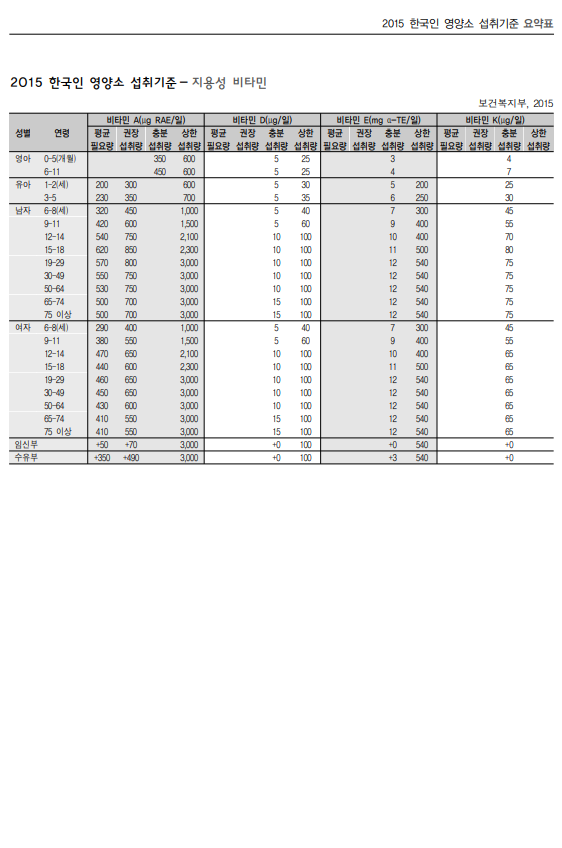 2015 한국인 영양소 섭취기준 요약표
2015 한국인 영양소 섭취기준 – 지용성 비타민
보건복지부, 2015
성별 연령 비타민 A(μg RAE/일) 비타민 D(μg/일) 비타민 E(mg α-TE/일) 비타민 K(μg/일)
평균 권장 충분 상한 평균 권장 충분 상한 평균 권장 충분 상한 평균 권장 충분 상한
필요량 섭취량 섭취량 섭취량 필요량 섭취량 섭취량 섭취량 필요량 섭취량 섭취량 섭취량 필요량 섭취량 섭취량 섭취량
영아 0-5(개월) 350 600 5 25 3 4
6-11 450 600 5 25 4 7
유아 1-2(세) 200 300 600 5 30 5 200 25
3-5 230 350 700 5 35 6 250 30
남자 6-8(세) 320 450 1,000 5 40 7 300 45
9-11 420 600 1,500 5 60 9 400 55
12-14 540 750 2,100 10 100 10 400 70
15-18 620 850 2,300 10 100 11 500 80
19-29 570 800 3,000 10 100 12 540 75
30-49 550 750 3,000 10 100 12 540 75
50-64 530 750 3,000 10 100 12 540 75
65-74 500 700 3,000 15 100 12 540 75
75 이상 500 700 3,000 15 100 12 540 75
여자 6-8(세) 290 400 1,000 5 40 7 300 45
9-11 380 550 1,500 5 60 9 400 55
12-14 470 650 2,100 10 100 10 400 65
15-18 440 600 2,300 10 100 11 500 65
19-29 460 650 3,000 10 100 12 540 65
30-49 450 650 3,000 10 100 12 540 65
50-64 430 600 3,000 10 100 12 540 65
65-74 410 550 3,000 15 100 12 540 65
75 이상 410 550 3,000 15 100 12 540 65
임신부 +50 +70 3,000 +0 100 +0 540 +0
수유부 +350 +490 3,000 +0 100 +3 540 +0